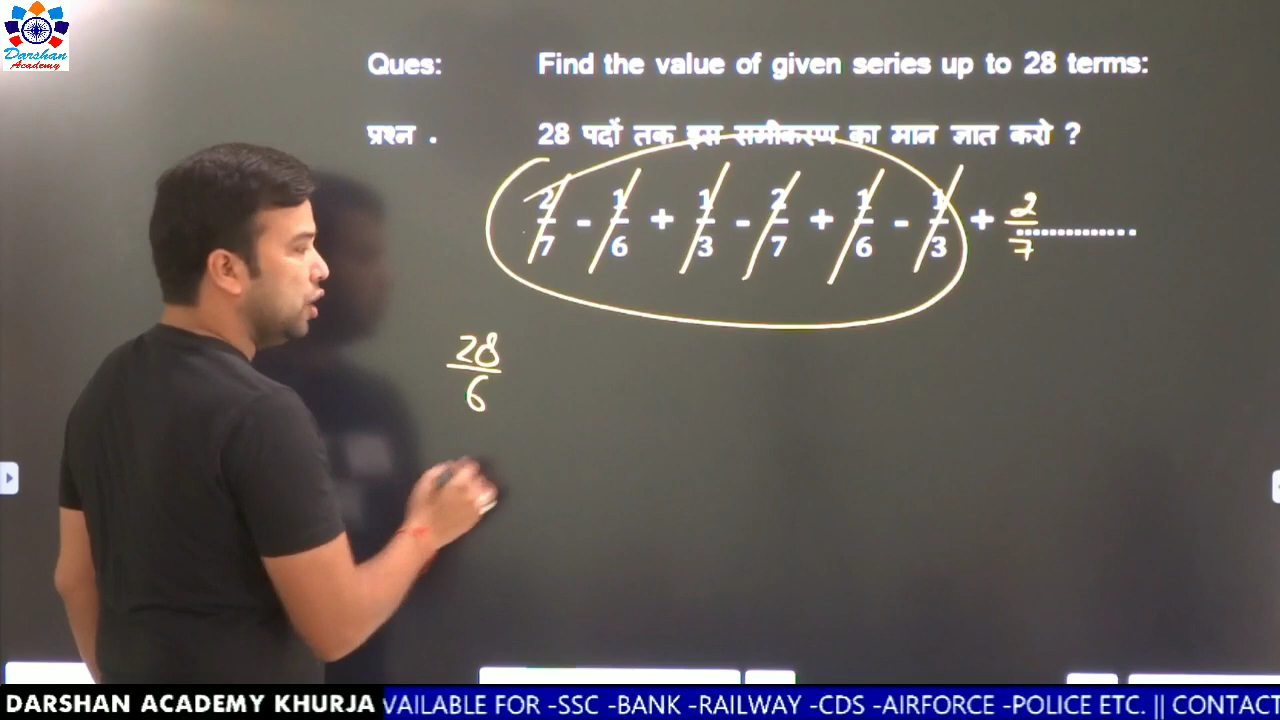 Darshan
Academy
Ques: Find the value of given series up to 28 terms:
प्रश्न . 28 पदों तक इस समीकरण का मान ज्ञात करो ?
2/7 - 1/6 + 1/3 - 2/7 + 1/6 - 1/3 + 2/7 ..............
28/6
DARSHAN ACADEMY KHURJA VAILABLE FOR -SSC -BANK -RAILWAY -CDS -AIRFORCE -POLICE ETC. || CONTACT